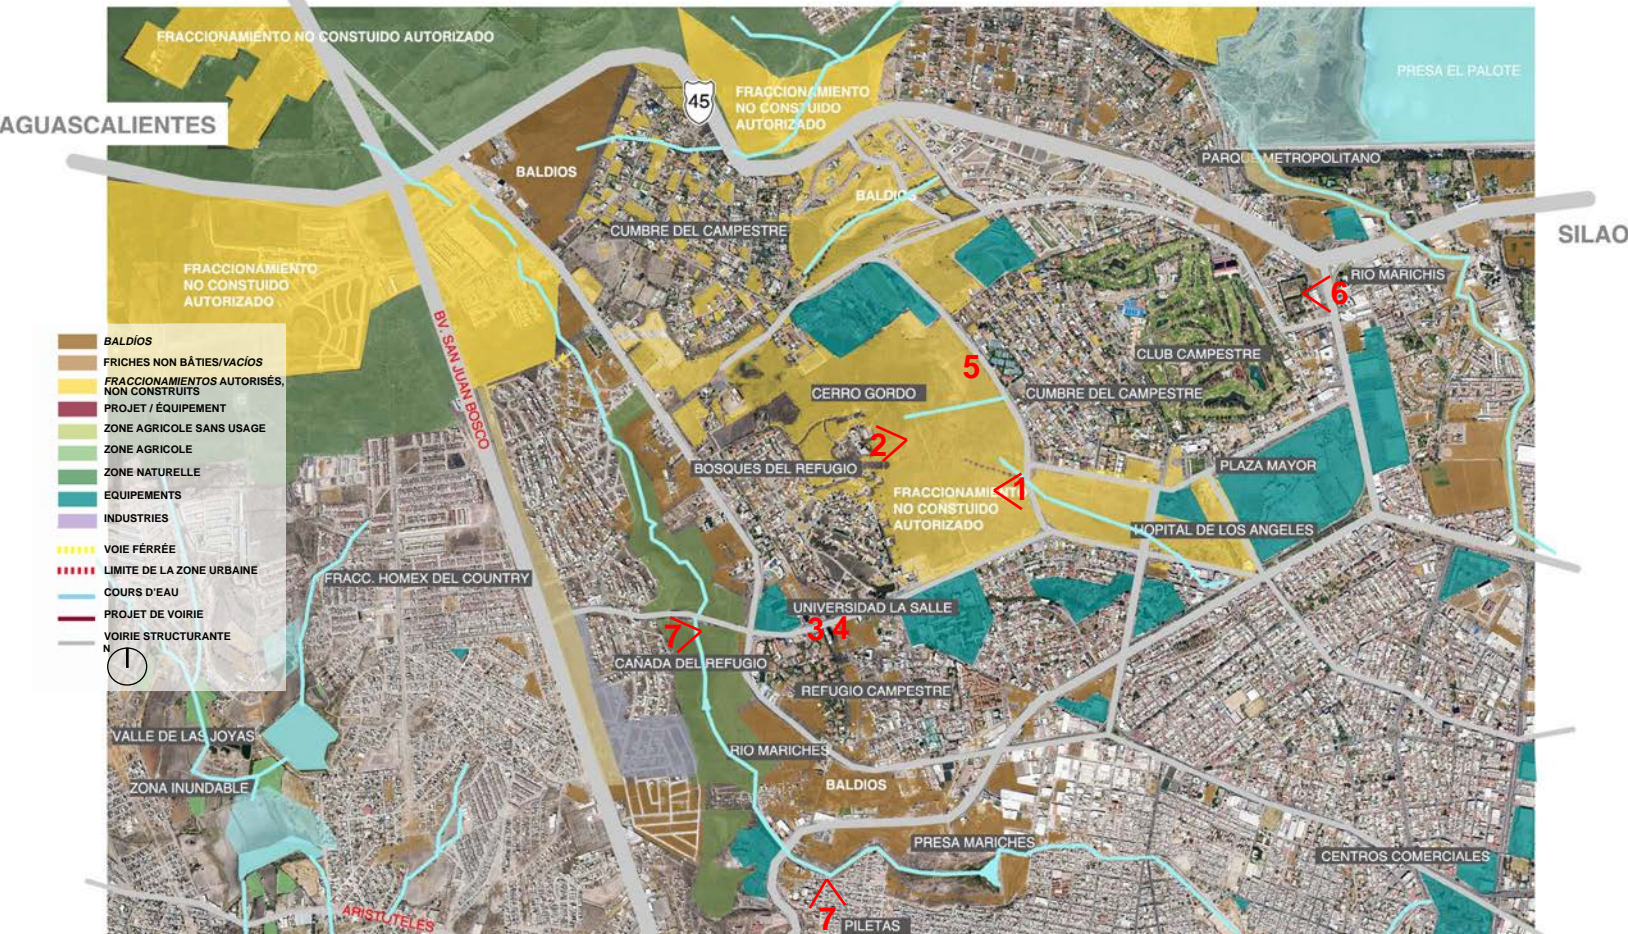 FRACCIONAMIENTO NO CONSTUIDO AUTORIZADO
PRESA EL PALOTE
45
FRACCIONAMIENTO
NO CONSTUIDO
AUTORIZADO
AGUASCALIENTES
PARQUE METROPOLITANO
BALDIOS
BALDIOS
CUMBRE DEL CAMPESTRE
SILAO
FRACCIONAMIENTO
NO CONSTUIDO
AUTORIZADO
RIO MARICHIS
6
BV. SAN JUAN BOSCO
CLUB CAMPESTRE
5
CERRO GORDO
CUMBRE DEL CAMPESTRE
2
BOSQUES DEL REFUGIO
PLAZA MAYOR
1
FRACCIONAMIENTO
NO CONSTUIDO
AUTORIZADO
HOPITAL DE LOS ANGELES
BALDÍOS
FRICHES NON BÂTIES/VACÍOS
FRACCIONAMIENTOS AUTORISÉS,
NON CONSTRUITS
PROJET / ÉQUIPEMENT
ZONE AGRICOLE SANS USAGE
ZONE AGRICOLE
ZONE NATURELLE
EQUIPEMENTS
INDUSTRIES
VOIE FÉRRÉE
LIMITE DE LA ZONE URBAINE
COURS D'EAU
PROJET DE VOIRIE
VOIRIE STRUCTURANTE
N
FRACC. HOMEX DEL COUNTRY
UNIVERSIDAD LA SALLE
3 4
7
CAÑADA DEL REFUGIO
REFUGIO CAMPESTRE
VALLE DE LAS JOYAS
RIO MARICHES
ZONA INUNDABLE
BALDIOS
PRESA MARICHES
CENTROS COMERCIALES
ARISTUTELES
7
PILETAS